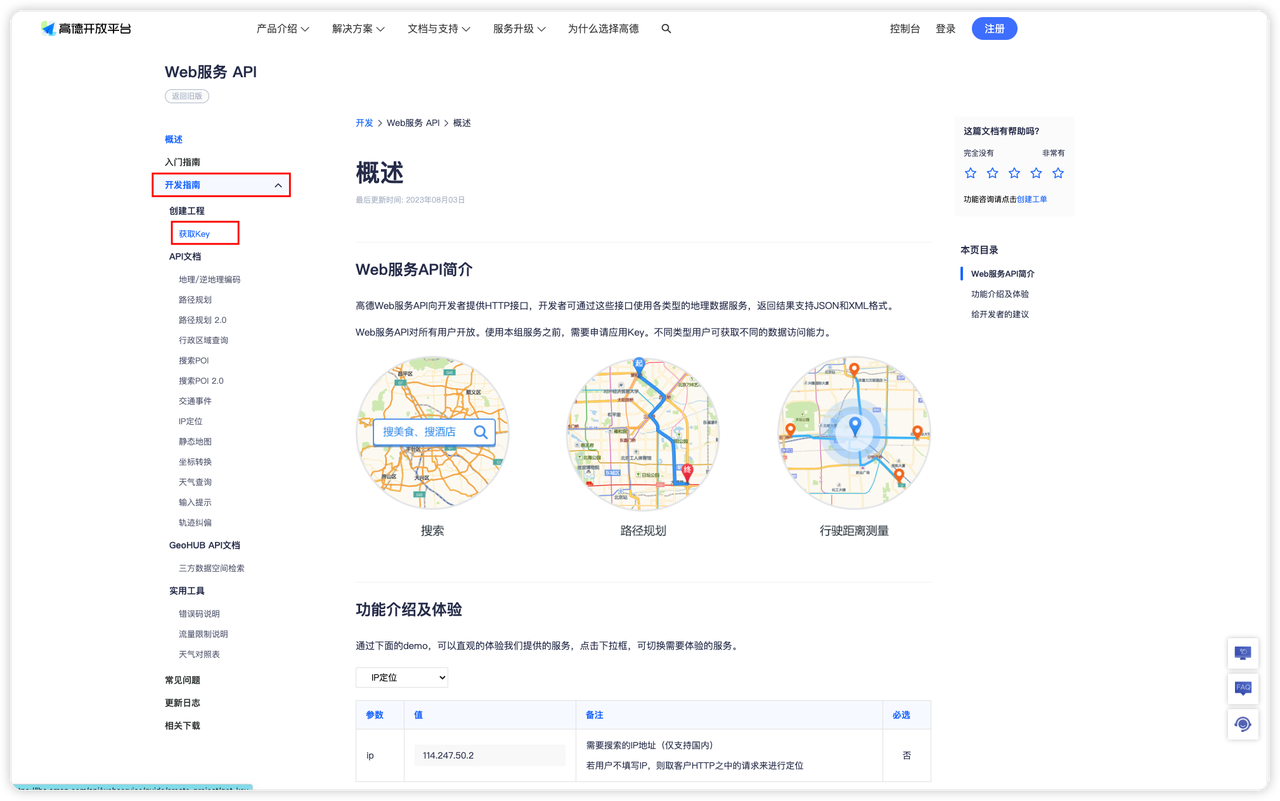 高德开放平台
产品介绍
解决方案
文档与支持
服务升级
为什么选择高德
控制台
登录
注册
Web服务 API
返回旧版
概述
入门指南
开发指南
创建工程
获取Key
API文档
地理/逆地理编码
路径规划
路径规划 2.0
行政区域查询
搜索POI
搜索POI 2.0
交通事件
IP定位
静态地图
坐标转换
天气查询
输入提示
轨迹纠偏
GeoHUB API文档
三方数据空间检索
实用工具
错误码说明
流量限制说明
天气对照表
常见问题
更新日志
相关下载
开发 > Web服务 API > 概述
概述
最后更新时间: 2023年08月03日
Web服务API简介
高德Web服务API向开发者提供HTTP接口，开发者可通过这些接口使用各类型的地理数据服务，返回结果支持JSON和XML格式。
Web服务API对所有用户开放。使用本组服务之前，需要申请应用Key。不同类型用户可获取不同的数据访问能力。
昌平区
顺义区
搜美食、搜酒店
大兴区
起
终
搜索
路径规划
行驶距离测量
功能介绍及体验
通过下面的demo，可以直观的体验我们提供的服务，点击下拉框，可切换需要体验的服务。
IP定位
参数
值
备注
必选
ip
114.247.50.2
需要搜索的IP地址（仅支持国内）
若用户不填写IP，则取客户HTTP之中的请求来进行定位
否
这篇文档有帮助吗?
完全没有
非常有
功能咨询请点击创建工单
本页目录
Web服务API简介
功能介绍及体验
给开发者的建议
FAQ